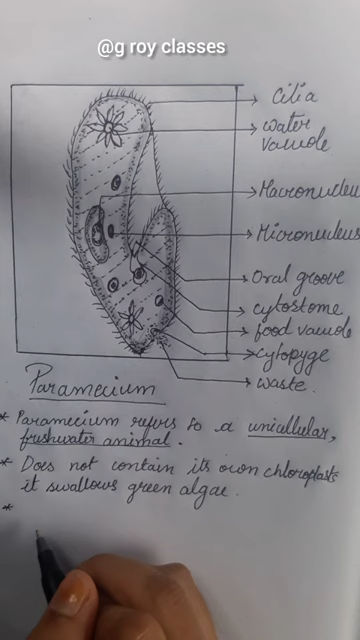 @g roy classes
Cilia
water
vacuole
Macronucleus
Micronucleus
Oral groove
cytostome
food vacuole
cytopyge
waste.
Paramecium
* Paramecium refers to a unicellular,
freshwater animal.
* Does not contain its own chloroplasts
it swallows green algae.
*